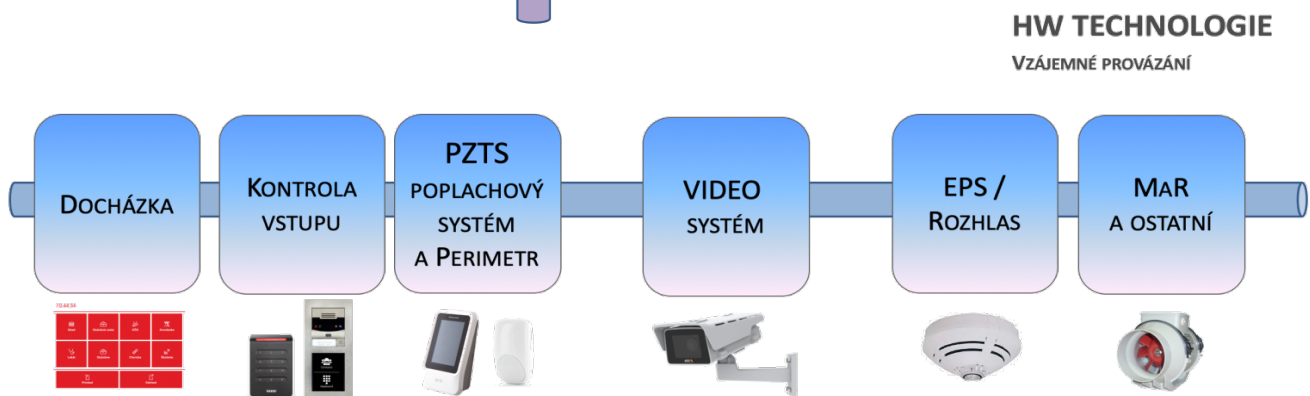 HW TECHNOLOGIE
VZÁJEMNÉ PROVÁZÁNÍ
DOCHÁZKA
KONTROLA
VSTUPU
PZTS
POPLACHOVÝ
SYSTÉM
A PERIMETR
VIDEO
SYSTÉM
EPS /
ROZHLAS
MAR
A OSTATNÍ